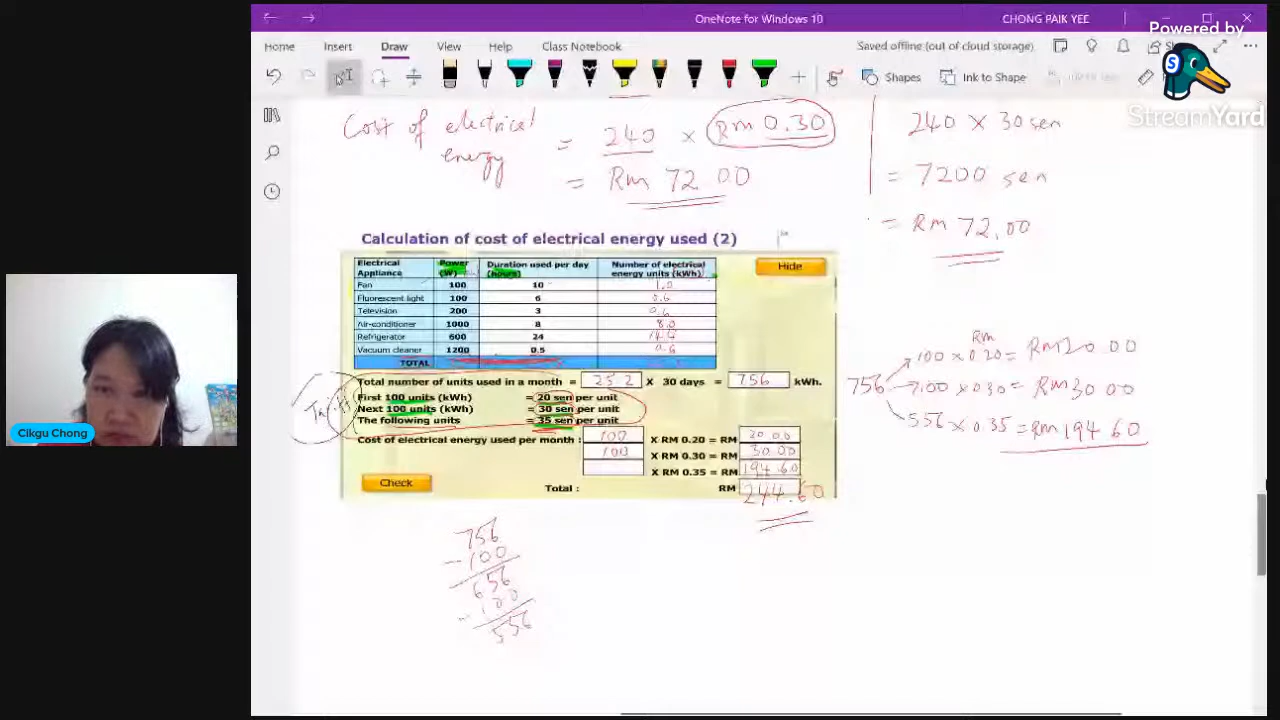 OneNote for Windows 10
CHONG PAIK YEE
Powered by
StreamYard
Home Insert Draw View Help Class Notebook
Saved offline (out of cloud storage)
Shapes Ink to Shape
Cost of electrical energy = 240 × Rm 0.30
= Rm 72 00
240 × 30 sen
= 7200 sen
= RM 72.00
Calculation of cost of electrical energy used (2)
Hide
Electrical Appliance Power (W) Duration used per day (hours) Number of electrical energy units (kWh)
Fan 100 10 1.0
Fluorescent light 100 6 0.6
Television 200 3 0.6
Air-conditioner 1000 8 8.0
Refrigerator 600 24 14.4
Vacuum cleaner 1200 0.5 0.6
TOTAL
Total number of units used in a month = 25.2 X 30 days = 756 kWh.
First 100 units (kWh) = 20 sen per unit
Next 100 units (kWh) = 30 sen per unit
The following units = 35 sen per unit
Cost of electrical energy used per month : 100 X RM 0.20 = RM 20.00
100 X RM 0.30 = RM 30.00
X RM 0.35 = RM 194.60
Check
Total : RM 244.60
RM
100 × 0.20 = RM20.00
756 100 × 0.30 = RM30 00
556 × 0.35 = RM 194.60
756
- 100
656
- 100
556
Cikgu Chong